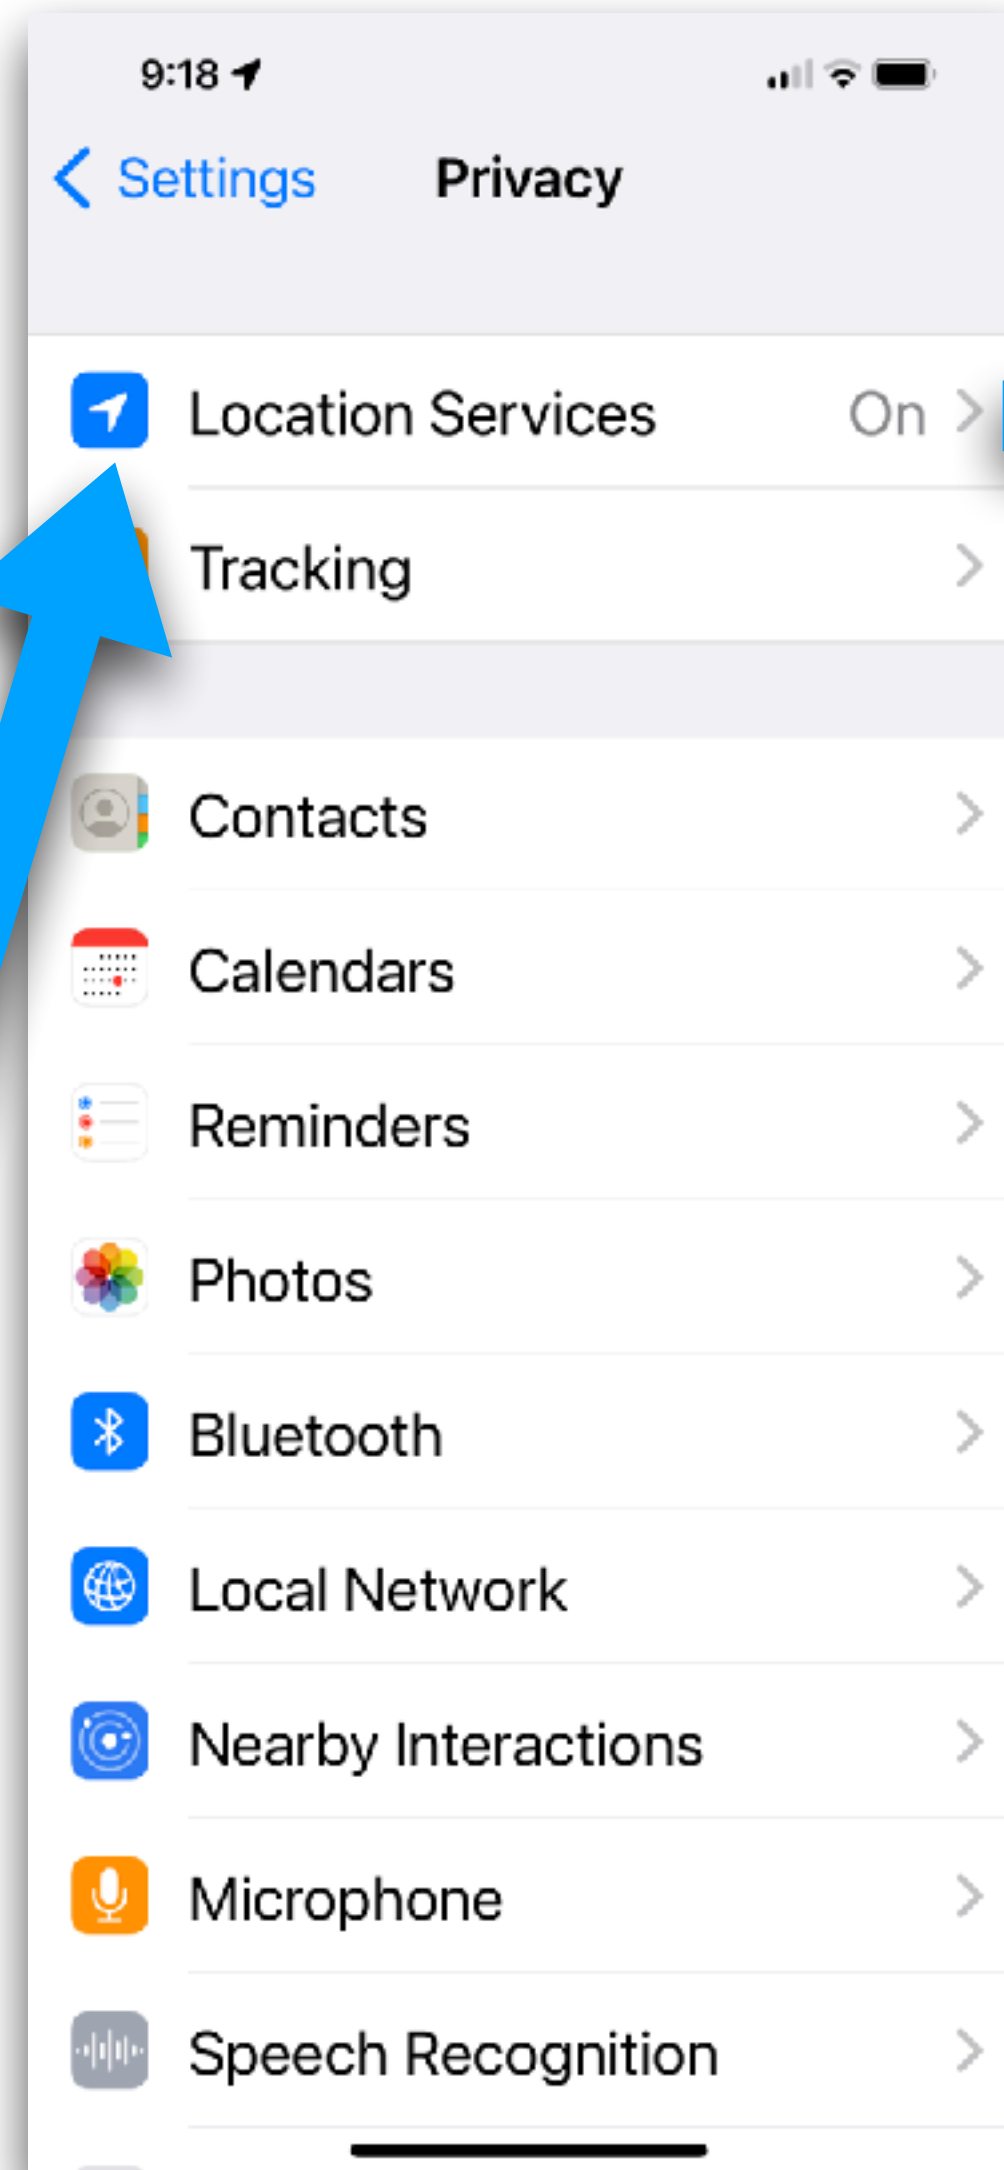 9:18
Settings Privacy
Location Services On
Tracking
Contacts
Calendars
Reminders
Photos
Bluetooth
Local Network
Nearby Interactions
Microphone
Speech Recognition